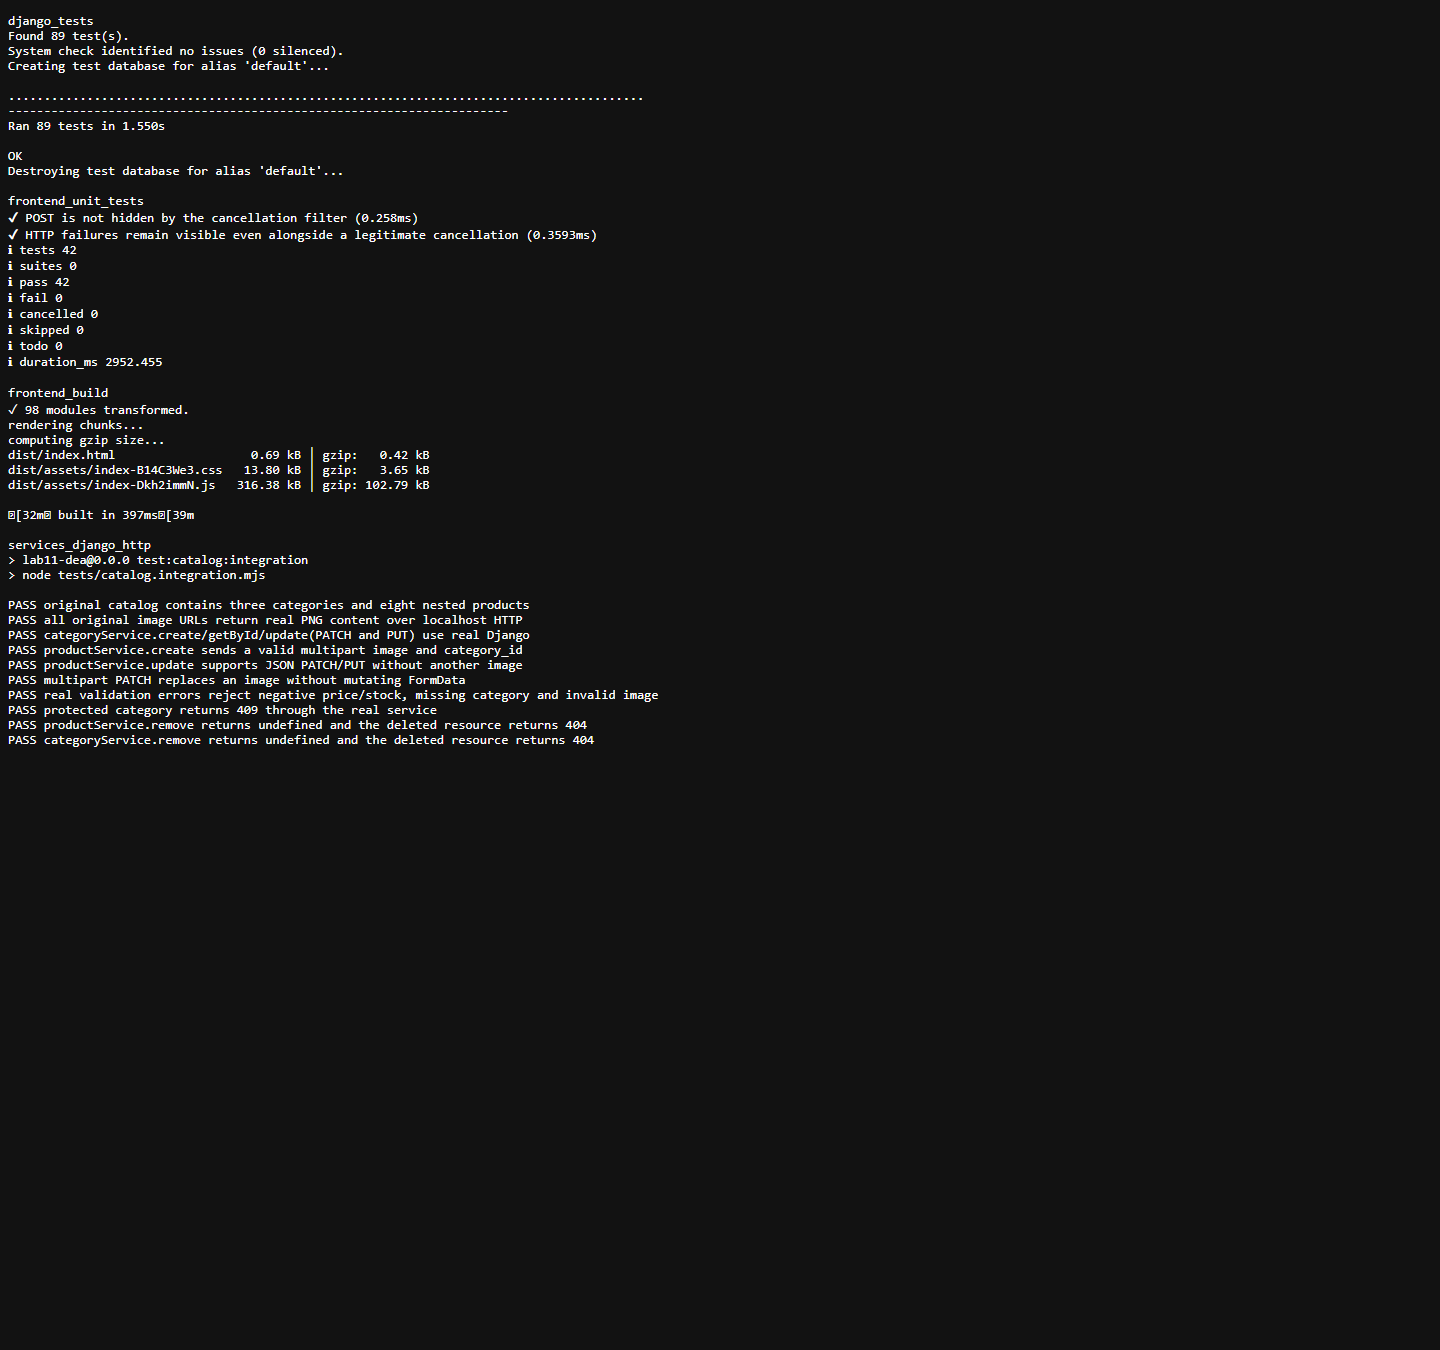 django_tests
Found 89 test(s).
System check identified no issues (0 silenced).
Creating test database for alias 'default'...
.........................................................................................
----------------------------------------------------------------------
Ran 89 tests in 1.550s
OK
Destroying test database for alias 'default'...
frontend_unit_tests
✔ POST is not hidden by the cancellation filter (0.258ms)
✔ HTTP failures remain visible even alongside a legitimate cancellation (0.3593ms)
ℹ tests 42
ℹ suites 0
ℹ pass 42
ℹ fail 0
ℹ cancelled 0
ℹ skipped 0
ℹ todo 0
ℹ duration_ms 2952.455
frontend_build
✓ 98 modules transformed.
rendering chunks...
computing gzip size...
dist/index.html                   0.69 kB │ gzip:   0.42 kB
dist/assets/index-B14C3We3.css   13.80 kB │ gzip:   3.65 kB
dist/assets/index-Dkh2immN.js   316.38 kB │ gzip: 102.79 kB
[32m built in 397ms[39m
services_django_http
> lab11-dea@0.0.0 test:catalog:integration
> node tests/catalog.integration.mjs
PASS original catalog contains three categories and eight nested products
PASS all original image URLs return real PNG content over localhost HTTP
PASS categoryService.create/getById/update(PATCH and PUT) use real Django
PASS productService.create sends a valid multipart image and category_id
PASS productService.update supports JSON PATCH/PUT without another image
PASS multipart PATCH replaces an image without mutating FormData
PASS real validation errors reject negative price/stock, missing category and invalid image
PASS protected category returns 409 through the real service
PASS productService.remove returns undefined and the deleted resource returns 404
PASS categoryService.remove returns undefined and the deleted resource returns 404